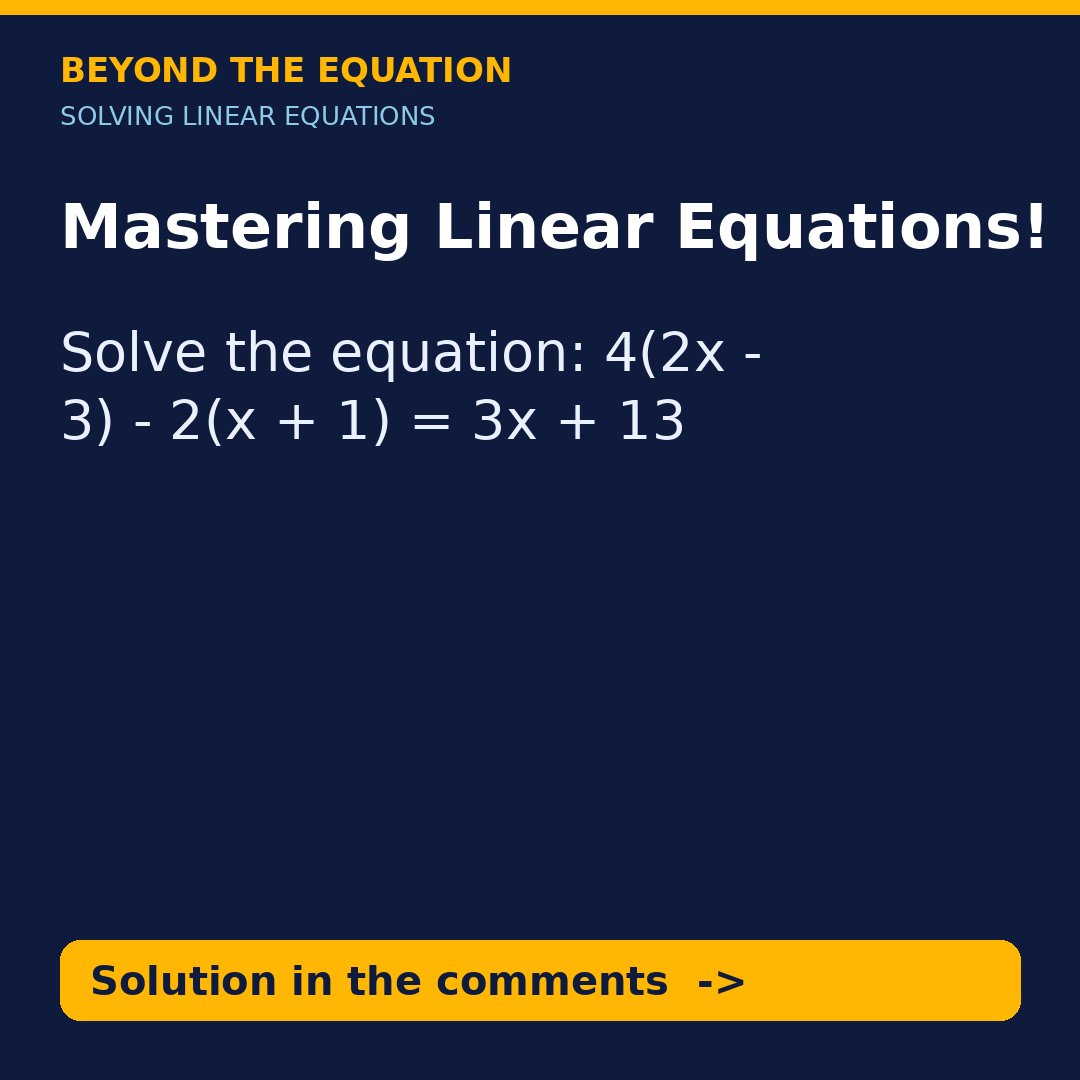 BEYOND THE EQUATION
SOLVING LINEAR EQUATIONS
Mastering Linear Equations!
Solve the equation: 4(2x -
3) - 2(x + 1) = 3x + 13
Solution in the comments  ->